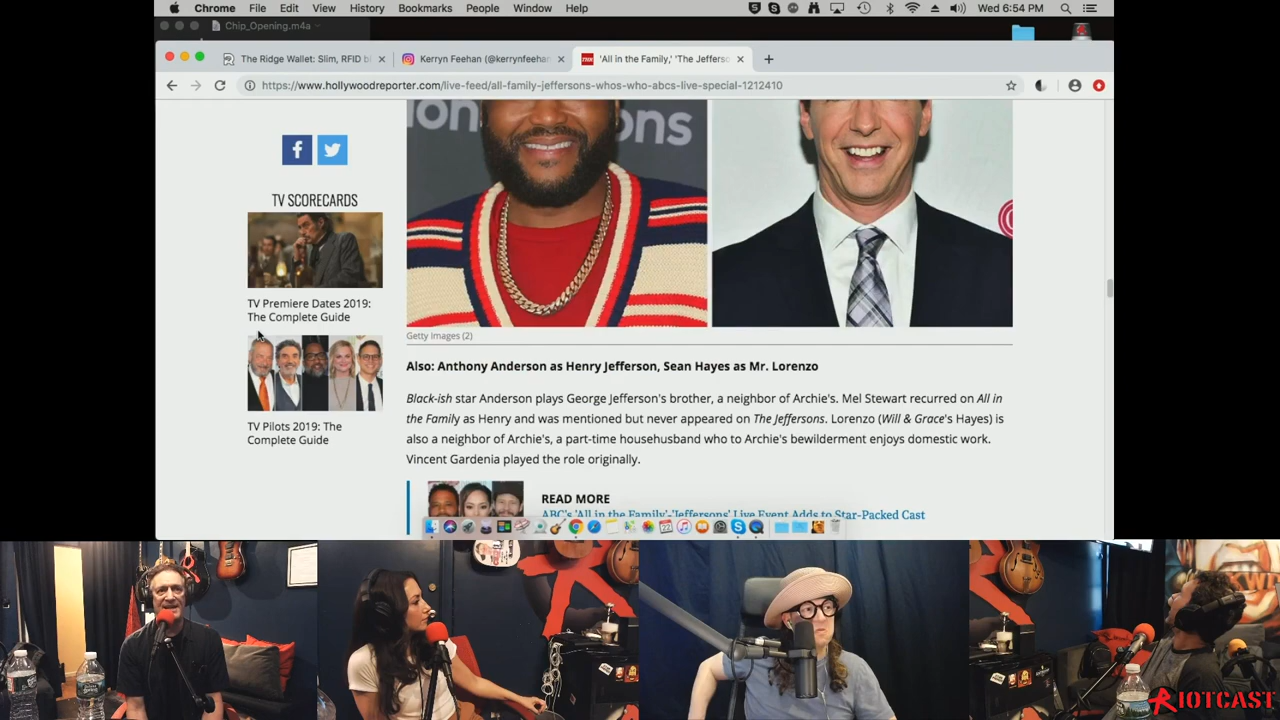 Chrome File Edit View History Bookmarks People Window Help
Wed 6:54 PM
Chip_Opening.m4a
The Ridge Wallet: Slim, RFID bl
Kerryn Feehan (@kerrynfeehan
'All in the Family,' 'The Jefferso
https://www.hollywoodreporter.com/live-feed/all-family-jeffersons-whos-who-abcs-live-special-1212410
TV SCORECARDS
TV Premiere Dates 2019:
The Complete Guide
TV Pilots 2019: The
Complete Guide
Getty Images (2)
Also: Anthony Anderson as Henry Jefferson, Sean Hayes as Mr. Lorenzo
Black-ish star Anderson plays George Jefferson's brother, a neighbor of Archie's. Mel Stewart recurred on All in
the Family as Henry and was mentioned but never appeared on The Jeffersons. Lorenzo (Will & Grace's Hayes) is
also a neighbor of Archie's, a part-time househusband who to Archie's bewilderment enjoys domestic work.
Vincent Gardenia played the role originally.
READ MORE
ABC's 'All in the Family'-'Jeffersons' Live Event Adds to Star-Packed Cast
RIOTCAST